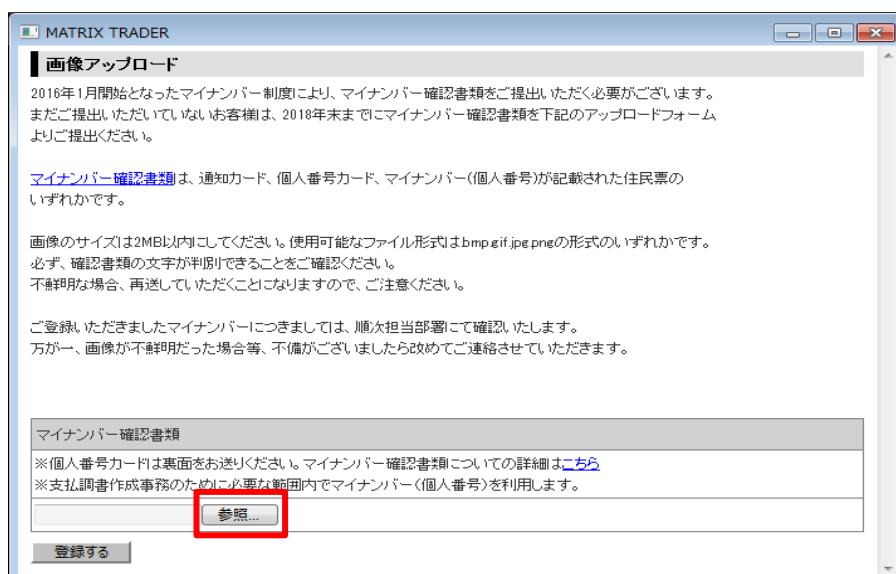 MATRIX TRADER
画像アップロード
2016年1月開始となったマイナンバー制度により、マイナンバー確認書類をご提出いただく必要がございます。
まだご提出いただいていないお客様は、2018年末までにマイナンバー確認書類を下記のアップロードフォーム
よりご提出ください。
マイナンバー確認書類は、通知カード、個人番号カード、マイナンバー(個人番号)が記載された住民票の
いずれかです。
画像のサイズは2MB以内にしてください。使用可能なファイル形式はbmp,gif,jpg,pngの形式のいずれかです。
必ず、確認書類の文字が判別できることをご確認ください。
不鮮明な場合、再送していただくことになりますので、ご注意ください。
ご登録いただきましたマイナンバーにつきましては、順次担当部署にて確認いたします。
万が一、画像が不鮮明だった場合等、不備がございましたら改めてご連絡させていただきます。
マイナンバー確認書類
※個人番号カードは裏面をお送りください。マイナンバー確認書類についての詳細はこちら
※支払調書作成事務のために必要な範囲内でマイナンバー(個人番号)を利用します。
参照...
登録する